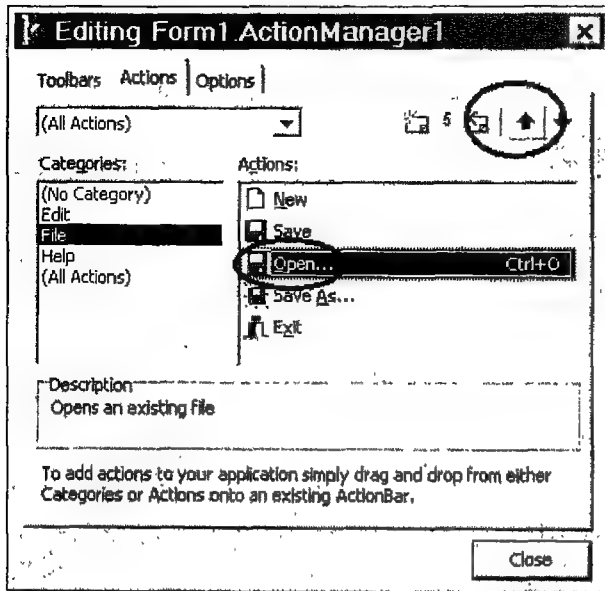 Editing Form1.ActionManager1
Toolbars Actions Options
(All Actions)
Categories: Actions:
(No Category)
Edit
File
Help
(All Actions)
New
Save
Open... Ctrl+O
Save As...
Exit
Description
Opens an existing file
To add actions to your application simply drag and drop from either
Categories or Actions onto an existing ActionBar.
Close